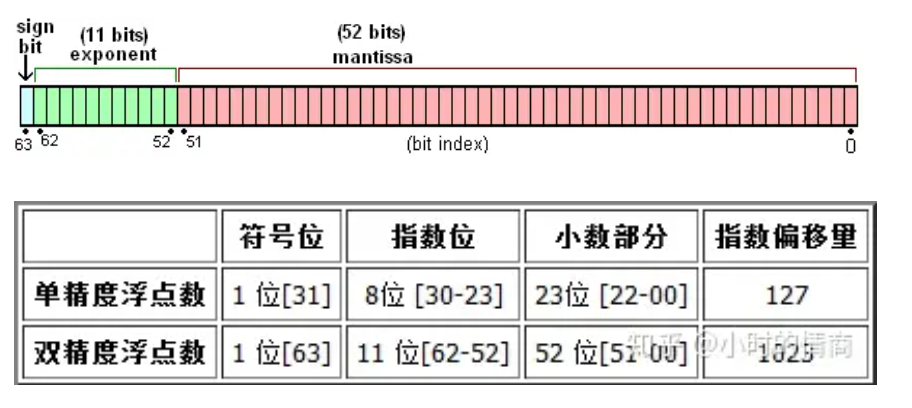 sign
bit
(11 bits)
exponent
(52 bits)
mantissa
63 62 52 51 (bit index) 0
符号位 指数位 小数部分 指数偏移量
单精度浮点数 1 位[31] 8位 [30-23] 23位 [22-00] 127
双精度浮点数 1 位[63] 11 位[62-52] 52 位[51-00] 1023
知乎 @小时的情商